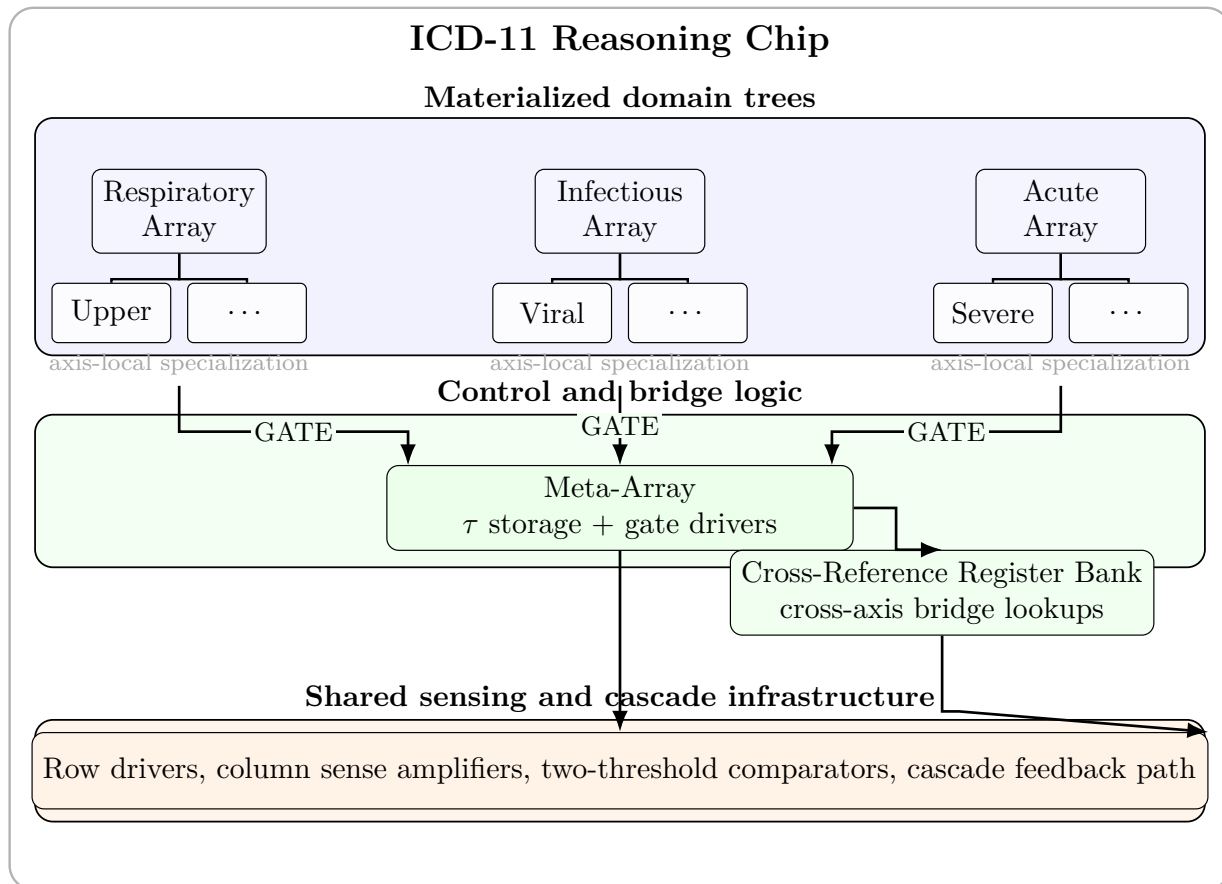 ICD-11 Reasoning Chip
Materialized domain trees
Respiratory
Array
Infectious
Array
Acute
Array
Upper
· · ·
Viral
· · ·
Severe
· · ·
axis-local specialization
axis-local specialization
axis-local specialization
Control and bridge logic
GATE
GATE
GATE
Meta-Array
τ storage + gate drivers
Cross-Reference Register Bank
cross-axis bridge lookups
Shared sensing and cascade infrastructure
Row drivers, column sense amplifiers, two-threshold comparators, cascade feedback path